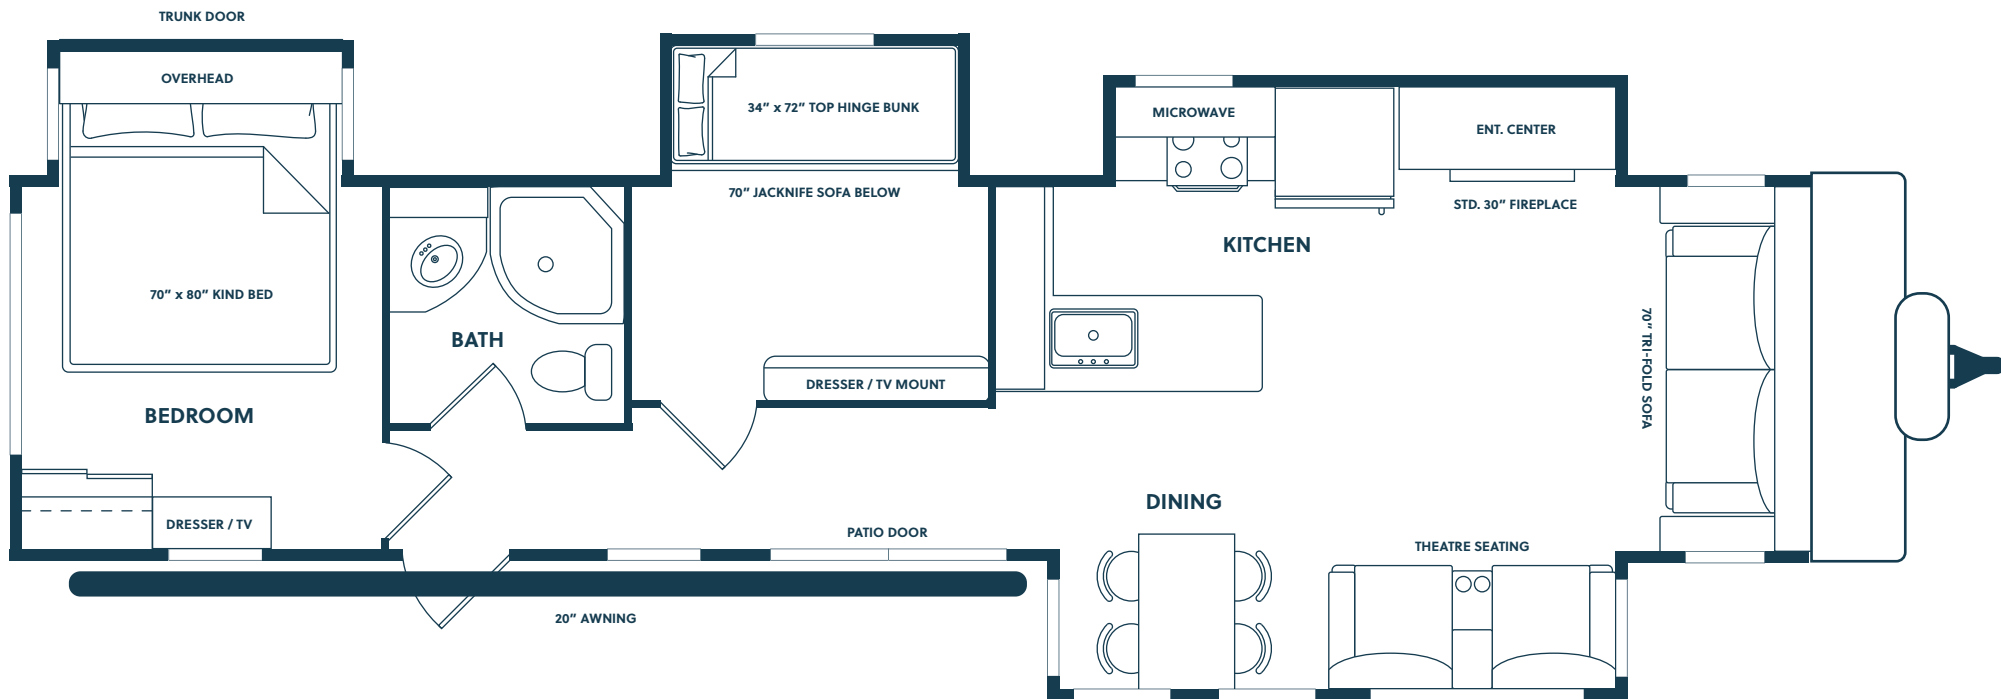 TRUNK DOOR
OVERHEAD
34” x 72” TOP HINGE BUNK
MICROWAVE
ENT. CENTER
70” JACKNIFE SOFA BELOW
STD. 30” FIREPLACE
KITCHEN
70” x 80” KIND BED
BATH
70” TRI-FOLD SOFA
DRESSER / TV MOUNT
BEDROOM
DINING
DRESSER / TV
PATIO DOOR
THEATRE SEATING
20” AWNING